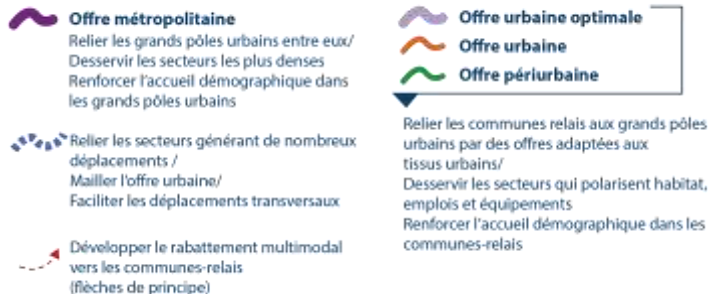 Offre métropolitaine
Relier les grands pôles urbains entre eux/
Desservir les secteurs les plus denses
Renforcer l'accueil démographique dans
les grands pôles urbains
Relier les secteurs générant de nombreux
déplacements /
Mailler l'offre urbaine/
Faciliter les déplacements transversaux
Développer le rabattement multimodal
vers les communes-relais
(flèches de principe)
Offre urbaine optimale
Offre urbaine
Offre périurbaine
Relier les communes relais aux grands pôles
urbains par des offres adaptées aux
tissus urbains/
Desservir les secteurs qui polarisent habitat,
emplois et équipements
Renforcer l'accueil démographique dans les
communes-relais